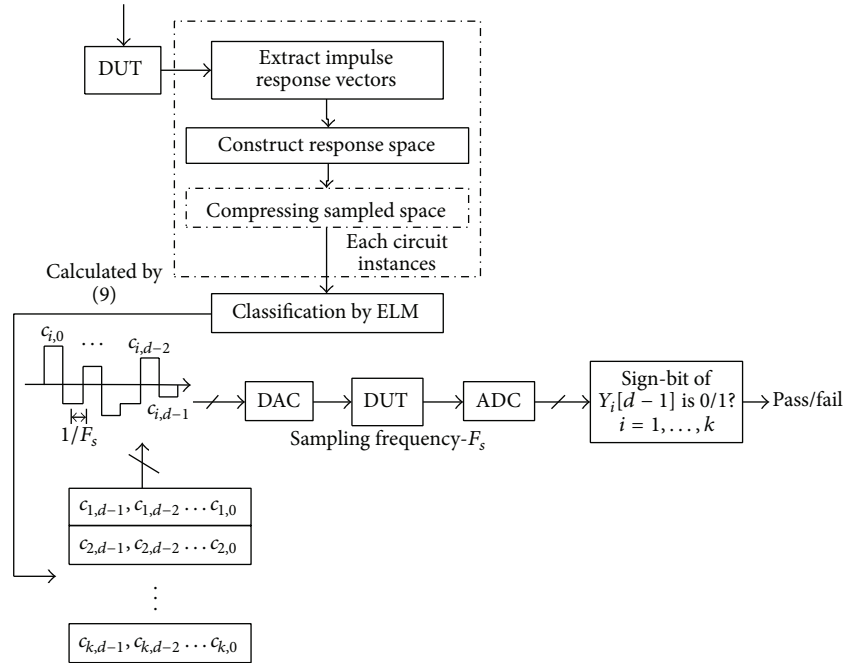 DUT
Extract impulse
response vectors
Construct response space
Compressing sampled space
Each circuit
instances
Calculated by
(9)
Classification by ELM
c_{i,0}
...
c_{i,d−2}
c_{i,d−1}
1/F_s
DAC
DUT
ADC
Sampling frequency-F_s
Sign-bit of
Y_i[d − 1] is 0/1?
i = 1, . . . , k
Pass/fail
c_{1,d−1}, c_{1,d−2} . . . c_{1,0}
c_{2,d−1}, c_{2,d−2} . . . c_{2,0}
⋮
c_{k,d−1}, c_{k,d−2} . . . c_{k,0}